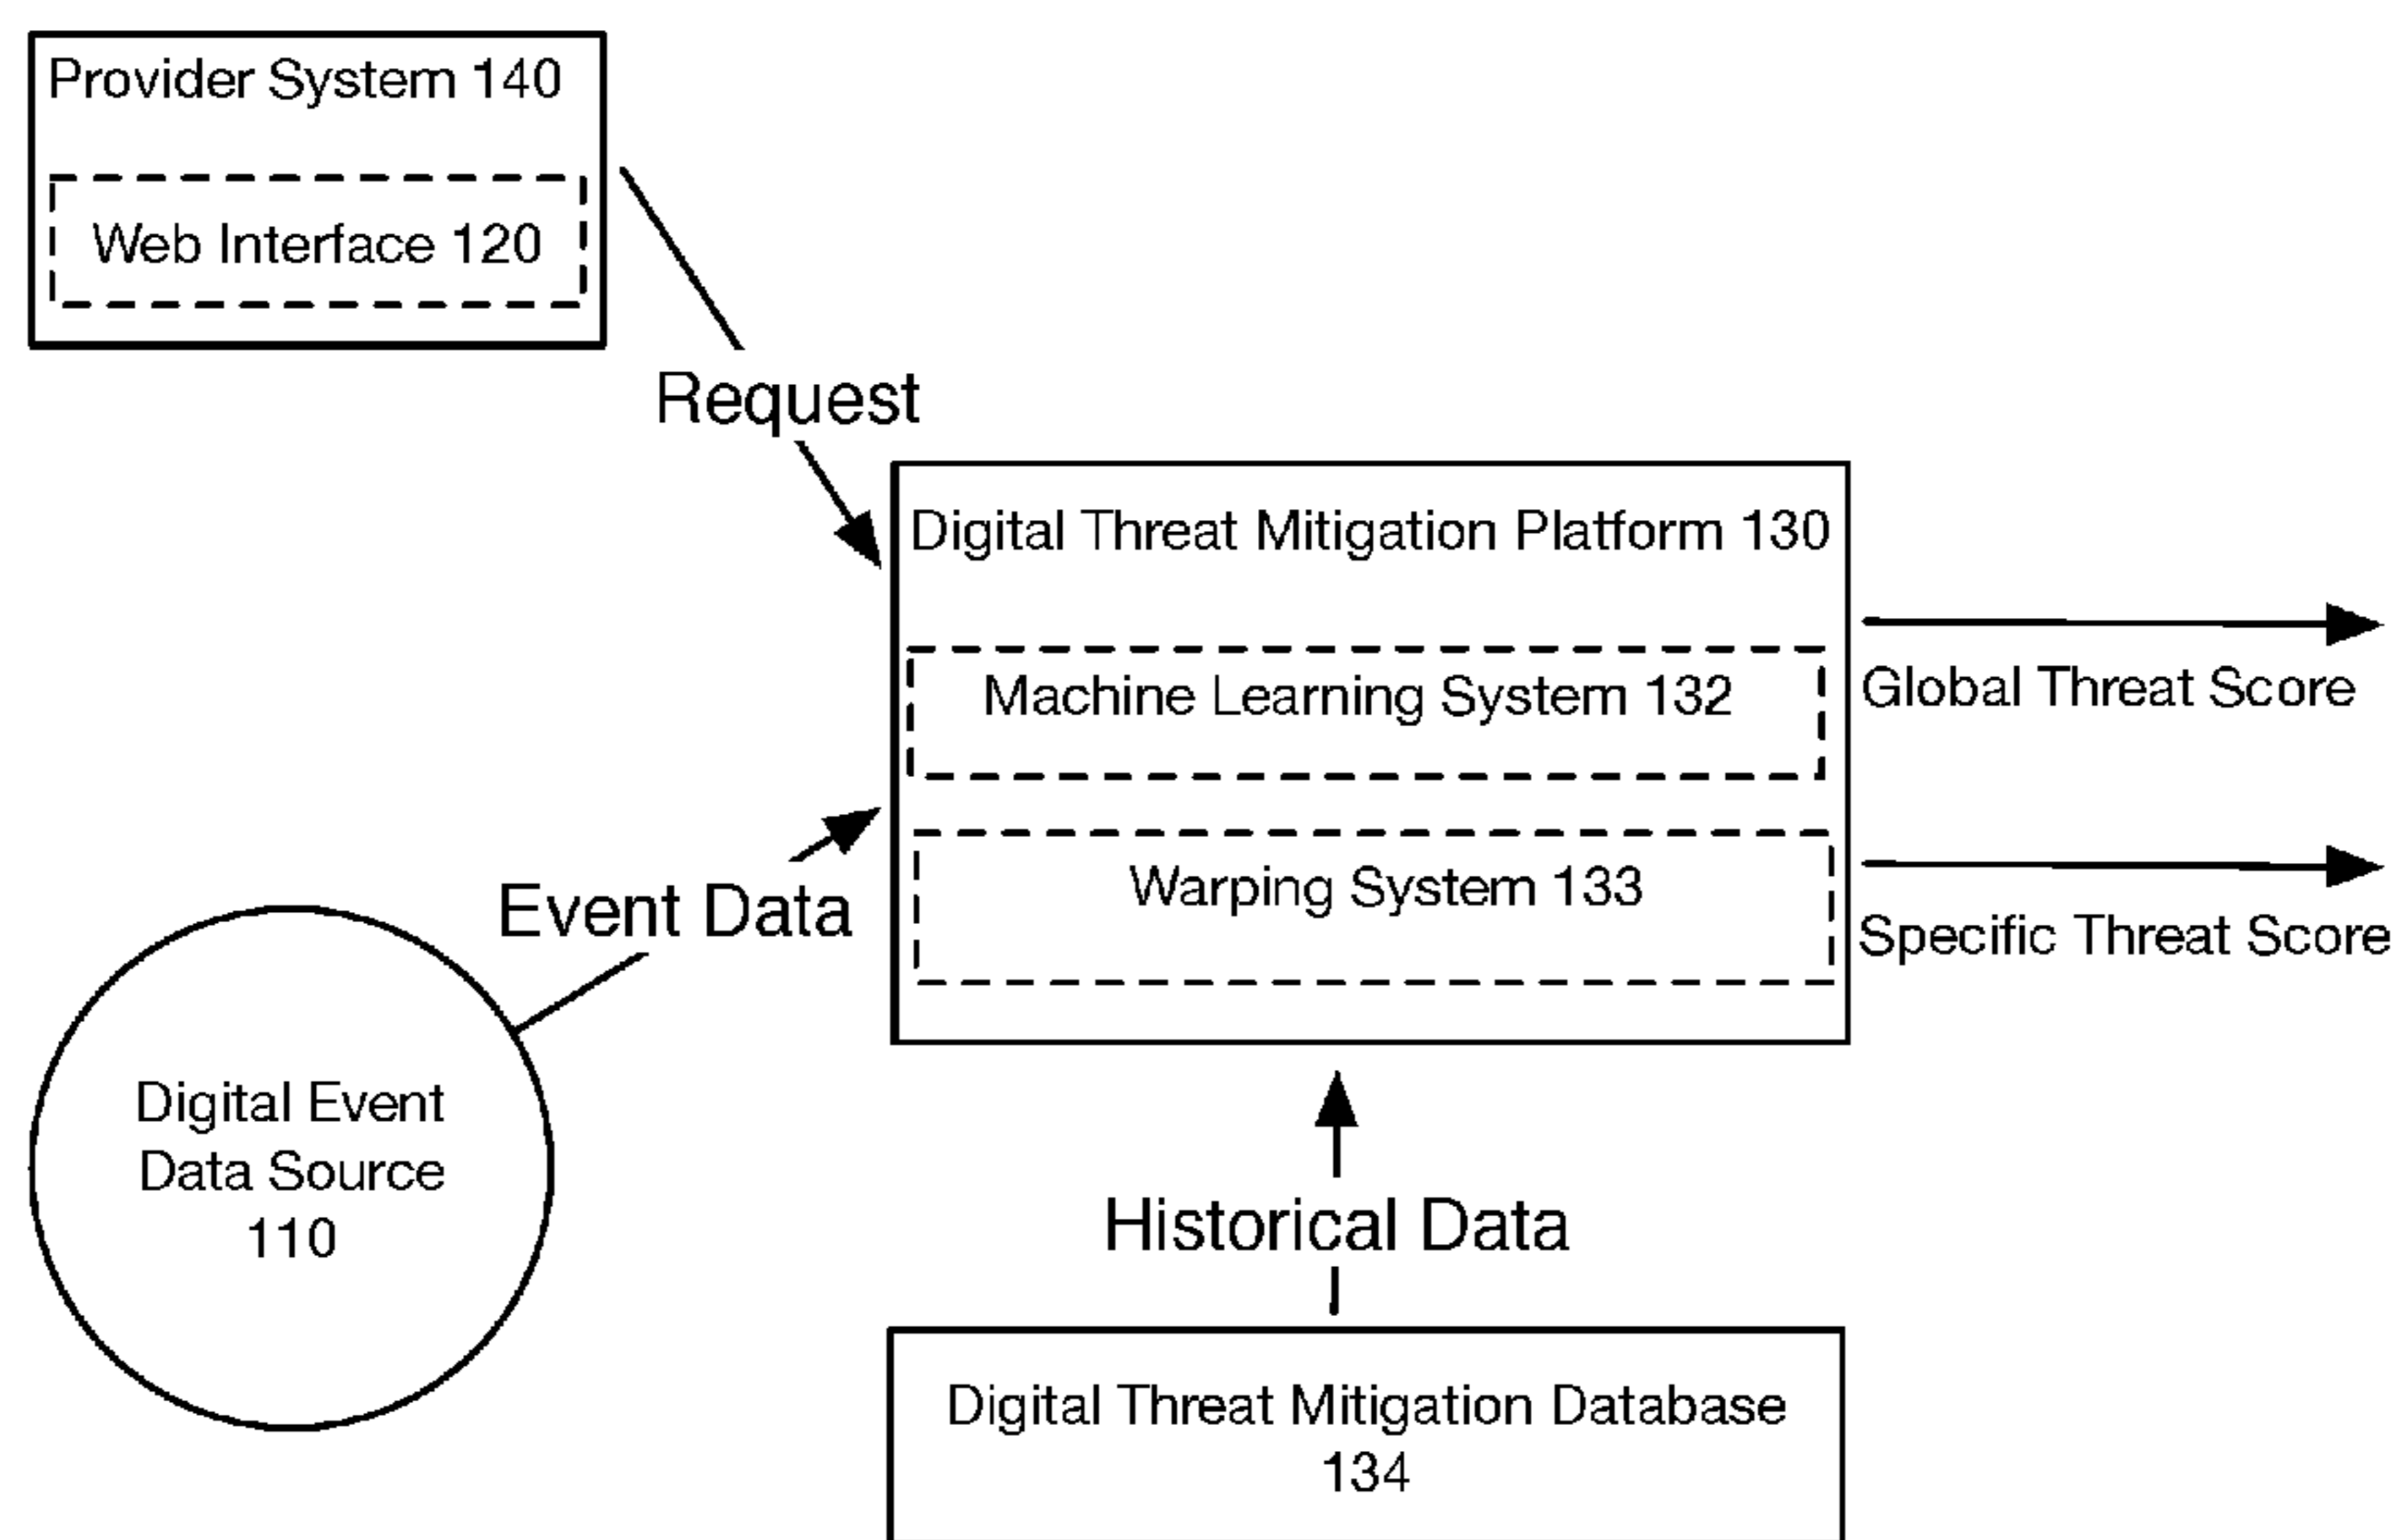 Provider System 140
Web Interface 120
Request
Digital Threat Mitigation Platform 130
Machine Learning System 132
Global Threat Score
Warping System 133
Event Data
Specific Threat Score
Digital Event
Data Source
110
Historical Data
Digital Threat Mitigation Database
134